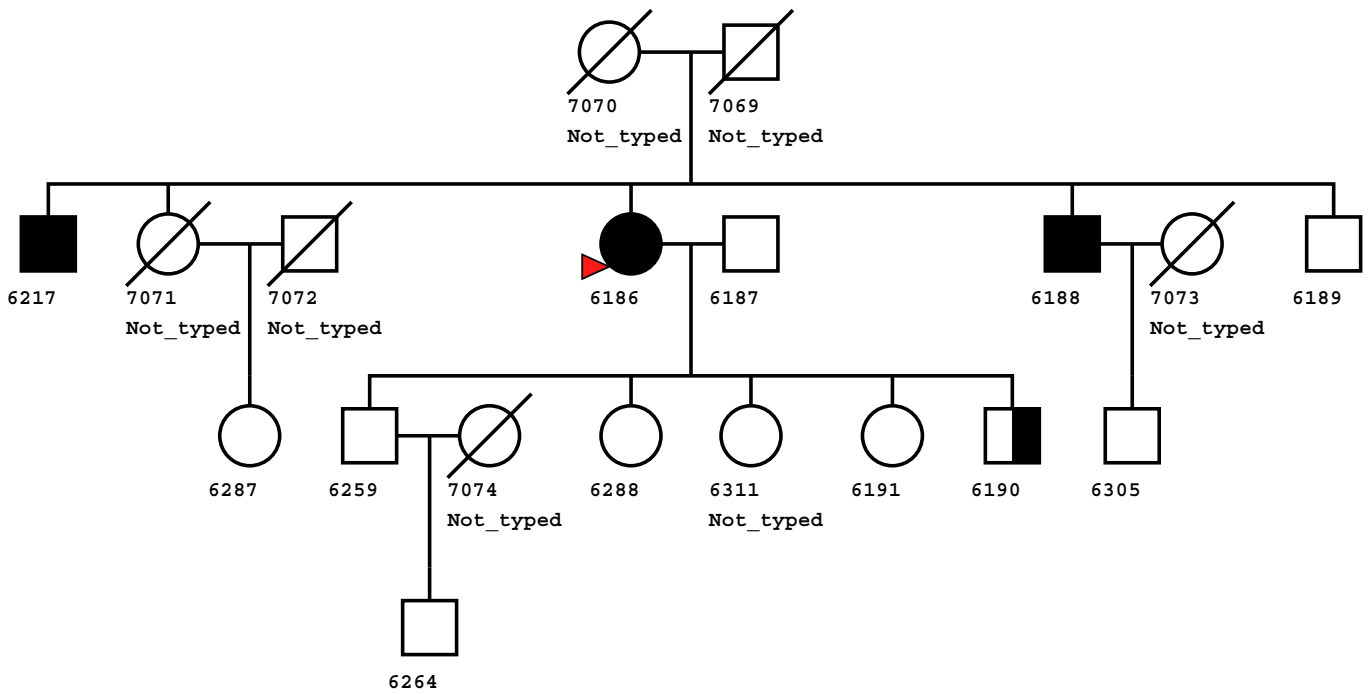 7070 7069
Not_typed Not_typed
6217 7071 7072 6186 6187 6188 7073 6189
Not_typed Not_typed Not_typed
6287 6259 7074 6288 6311 6191 6190 6305
Not_typed Not_typed
6264